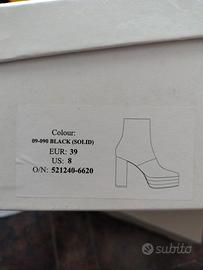 Colour:
09-090 BLACK (SOLID)
EUR: 39
US: 8
O/N: 521240-6620
subito